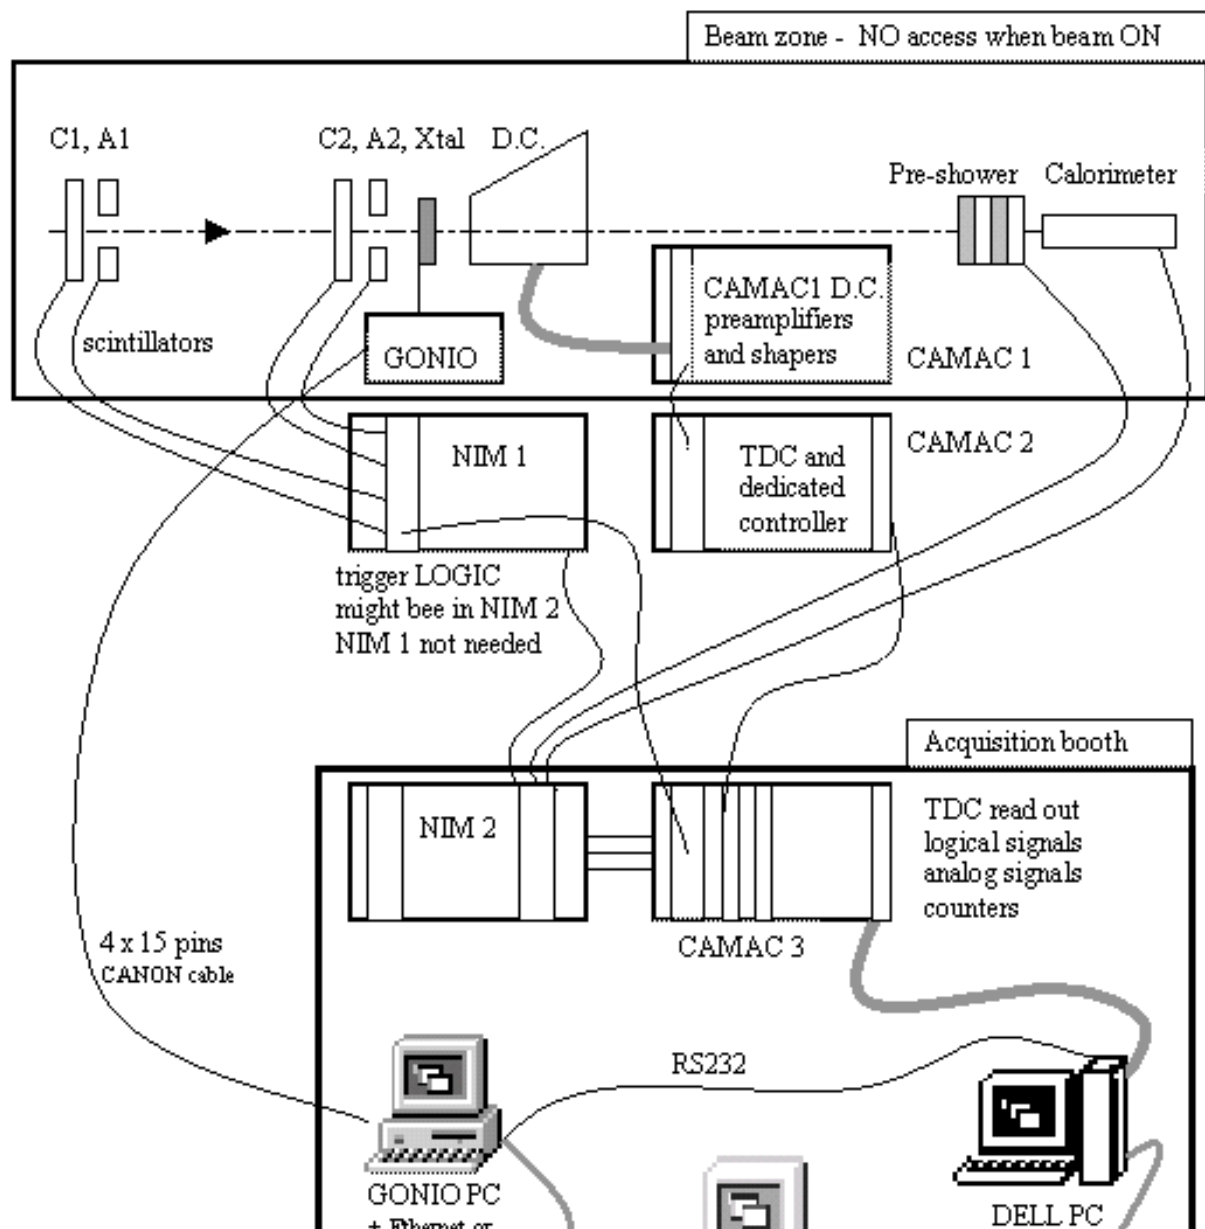 Beam zone - NO access when beam ON
C1, A1
C2, A2, Xtal
D.C.
Pre-shower
Calorimeter
scintillators
GONIO
CAMAC1 D.C.
preamplifiers
and shapers
CAMAC 1
NIM 1
TDC and
dedicated
controller
CAMAC 2
trigger LOGIC
might bee in NIM 2
NIM 1 not needed
Acquisition booth
NIM 2
CAMAC 3
TDC read out
logical signals
analog signals
counters
4 x 15 pins
CANON cable
RS232
GONIO PC
+ Ethernet or
DELL PC